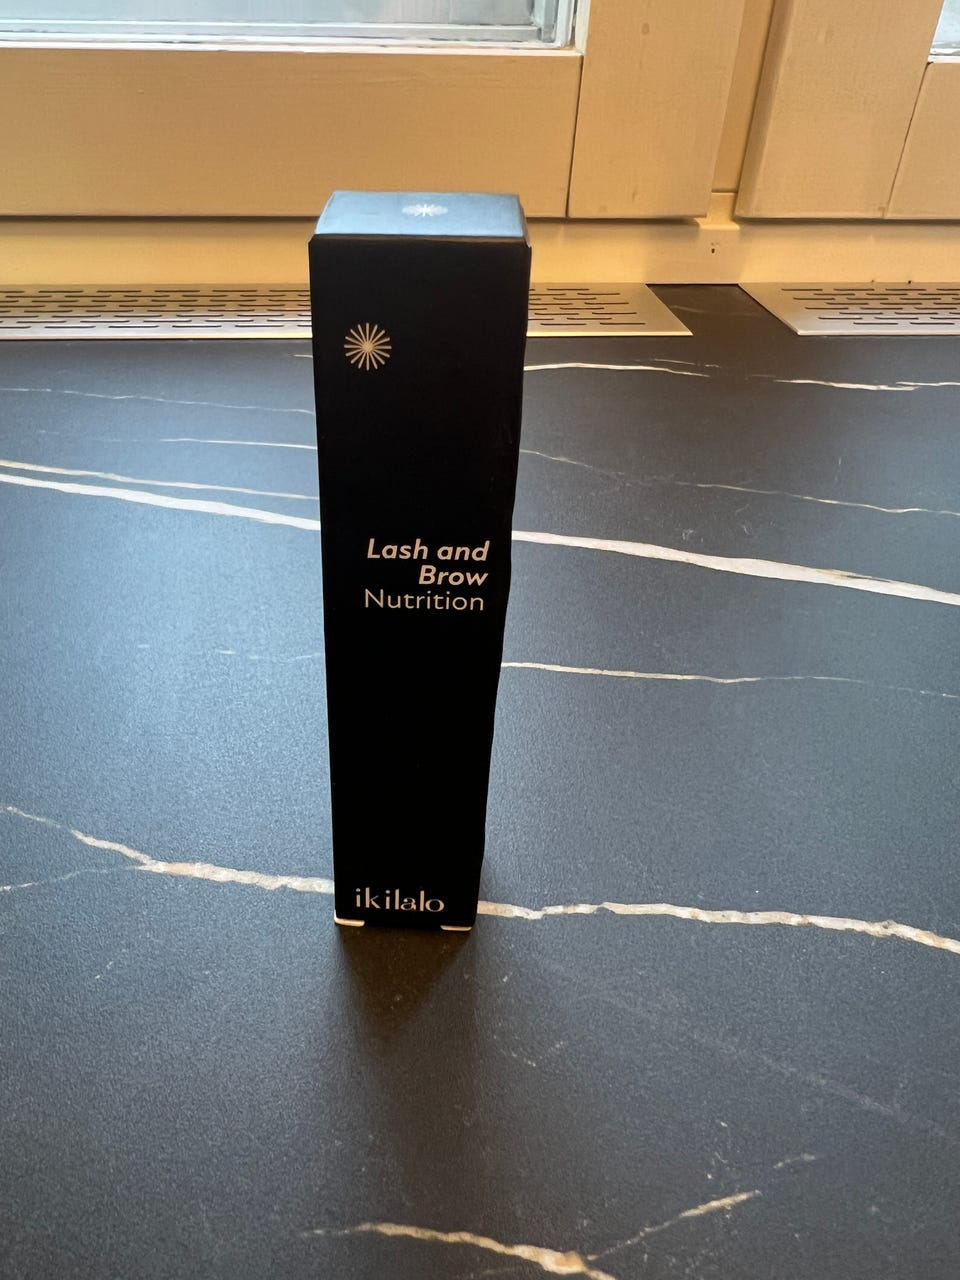 Lash and
Brow
Nutrition
ikilalo